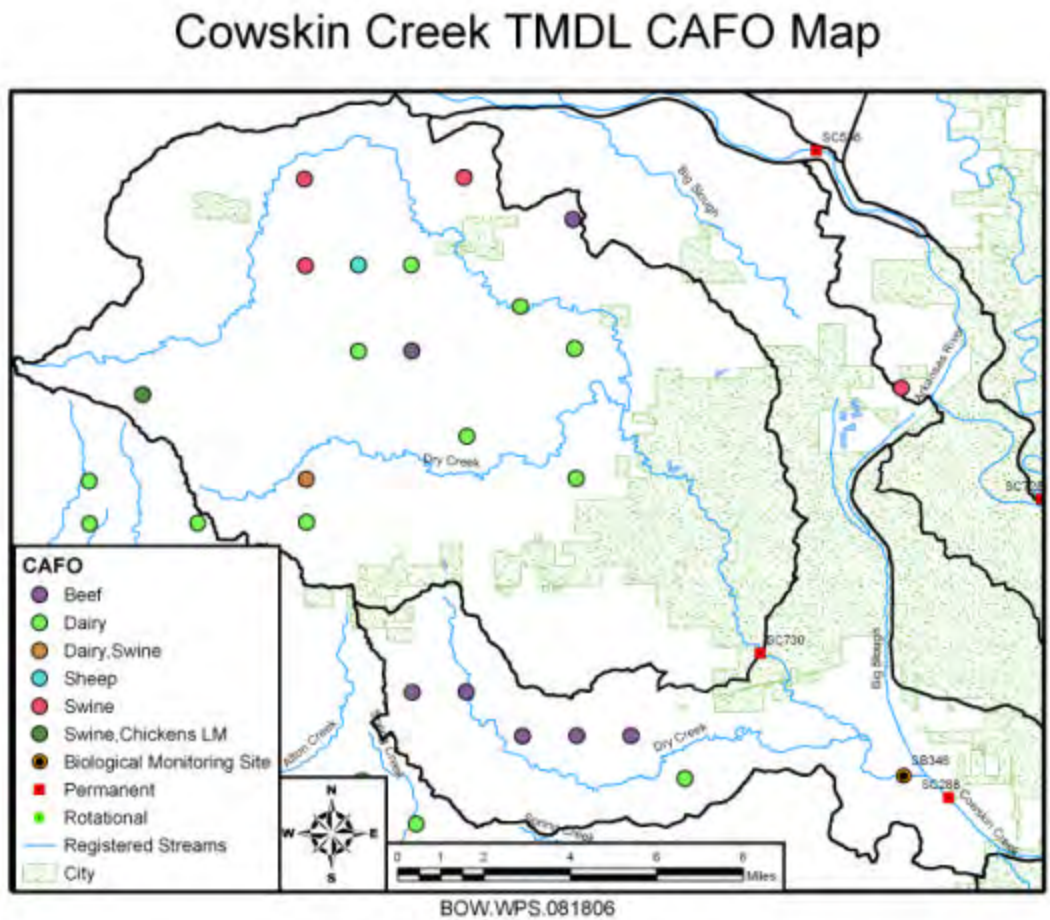 Cowskin Creek TMDL CAFO Map
Big Slough
Arkansas River
Dry Creek
SC730
Big Slough
Dry Creek
Alton Creek
Creek
SB346
SC288
Cowskin Creek
Spring Creek
CAFO
Beef
Dairy
Dairy,Swine
Sheep
Swine
Swine,Chickens LM
Biological Monitoring Site
Permanent
Rotational
Registered Streams
City
N
W E
S
0 1 2 4 6 8
Miles
BOW.WPS.081806